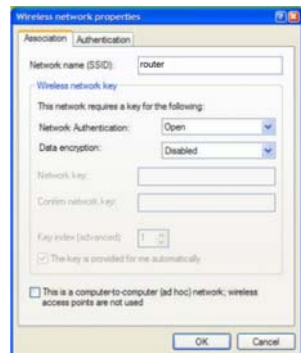 Wireless network properties
Association Authentication
Network name (SSID): router
Wireless network key
This network requires a key for the following:
Network Authentication: Open
Data encryption: Disabled
Network key:
Confirm network key:
Key index (advanced): 1
The key is provided for me automatically
This is a computer-to-computer (ad hoc) network; wireless
access points are not used
OK Cancel